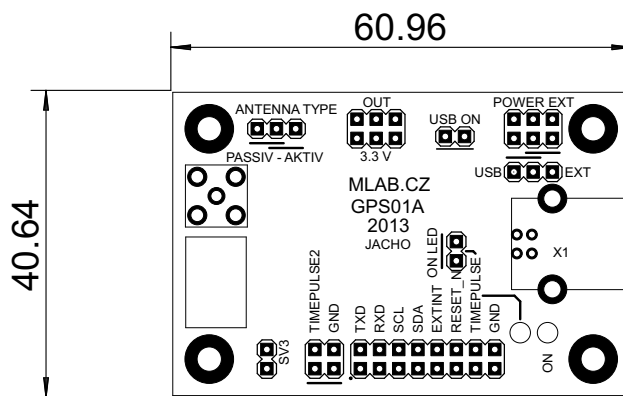 60.96
40.64
ANTENNA TYPE
OUT
USB ON
POWER EXT
PASSIV - AKTIV
3.3 V
USB
EXT
MLAB.CZ
GPS01A
2013
JACHO
ON LED
X1
TIMEPULSE2
GND
TXD
RXD
SCL
SDA
EXTINT
RESET_N
TIMEPULSE
GND
SV3
ON